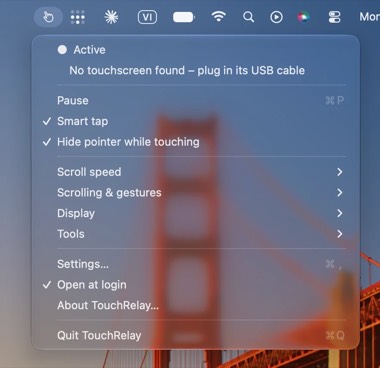 VI
Mon
Active
No touchscreen found – plug in its USB cable
Pause ⌘ P
✓ Smart tap
✓ Hide pointer while touching
Scroll speed >
Scrolling & gestures >
Display >
Tools >
Settings... ⌘ ,
✓ Open at login
About TouchRelay...
Quit TouchRelay ⌘Q